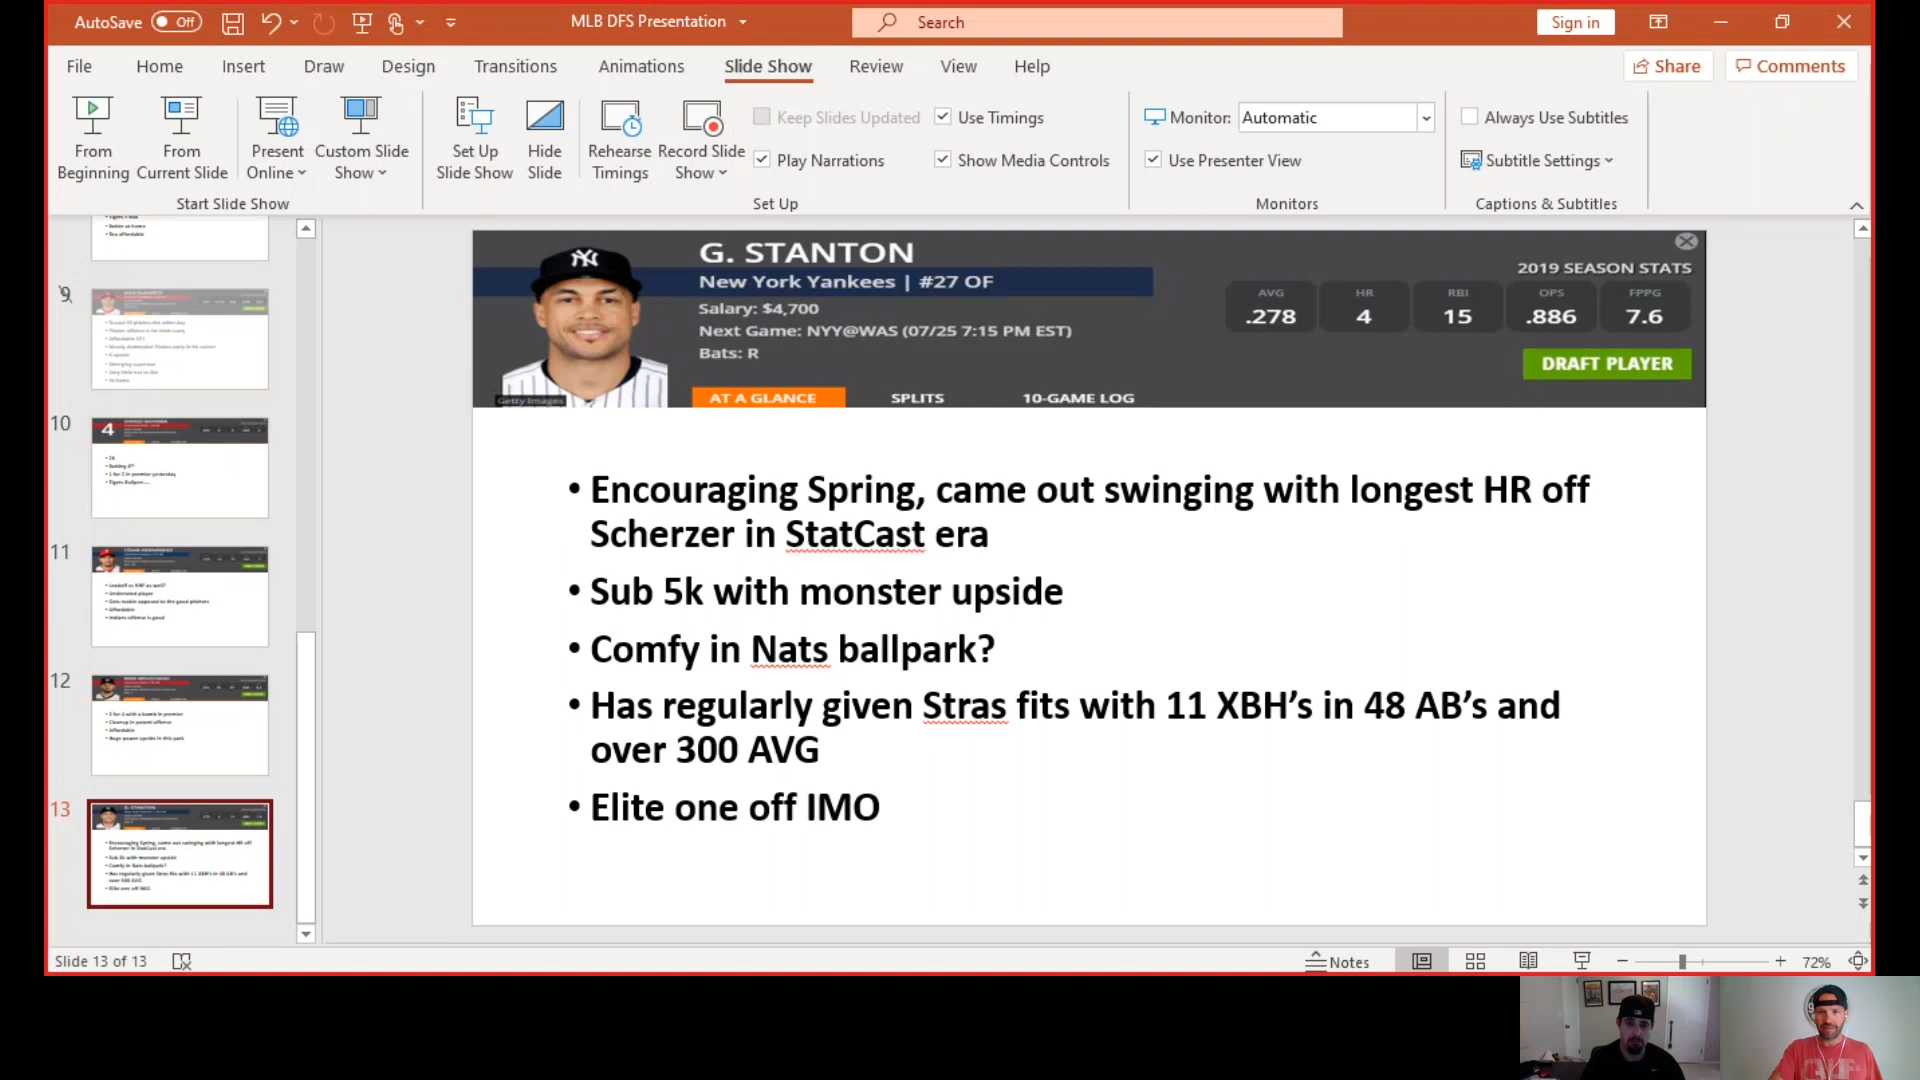 AutoSave Off MLB DFS Presentation Search Sign in
File Home Insert Draw Design Transitions Animations Slide Show Review View Help Share Comments
From Beginning
From Current Slide
Present Online
Custom Slide Show
Start Slide Show
Set Up Slide Show
Hide Slide
Rehearse Timings
Record Slide Show
Keep Slides Updated
Play Narrations
Use Timings
Show Media Controls
Set Up
Monitor: Automatic
Use Presenter View
Monitors
Always Use Subtitles
Subtitle Settings
Captions & Subtitles
9
10
4
11
12
13
G. STANTON
New York Yankees | #27 OF
Salary: $4,700
Next Game: NYY@WAS (07/25 7:15 PM EST)
Bats: R
Getty Images
AT A GLANCE SPLITS 10-GAME LOG
2019 SEASON STATS
AVG HR RBI OPS FPPG
.278 4 15 .886 7.6
DRAFT PLAYER
• Encouraging Spring, came out swinging with longest HR off
Scherzer in StatCast era
• Sub 5k with monster upside
• Comfy in Nats ballpark?
• Has regularly given Stras fits with 11 XBH’s in 48 AB’s and
over 300 AVG
• Elite one off IMO
Slide 13 of 13
Notes
72%